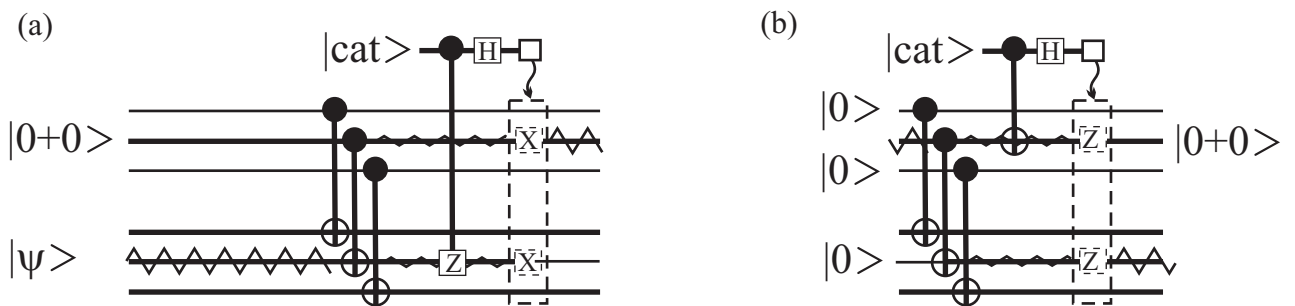 (a)
|cat> H
|0+0>
X
|ψ>
Z X
(b)
|cat> H
|0>
Z |0+0>
|0>
|0> Z